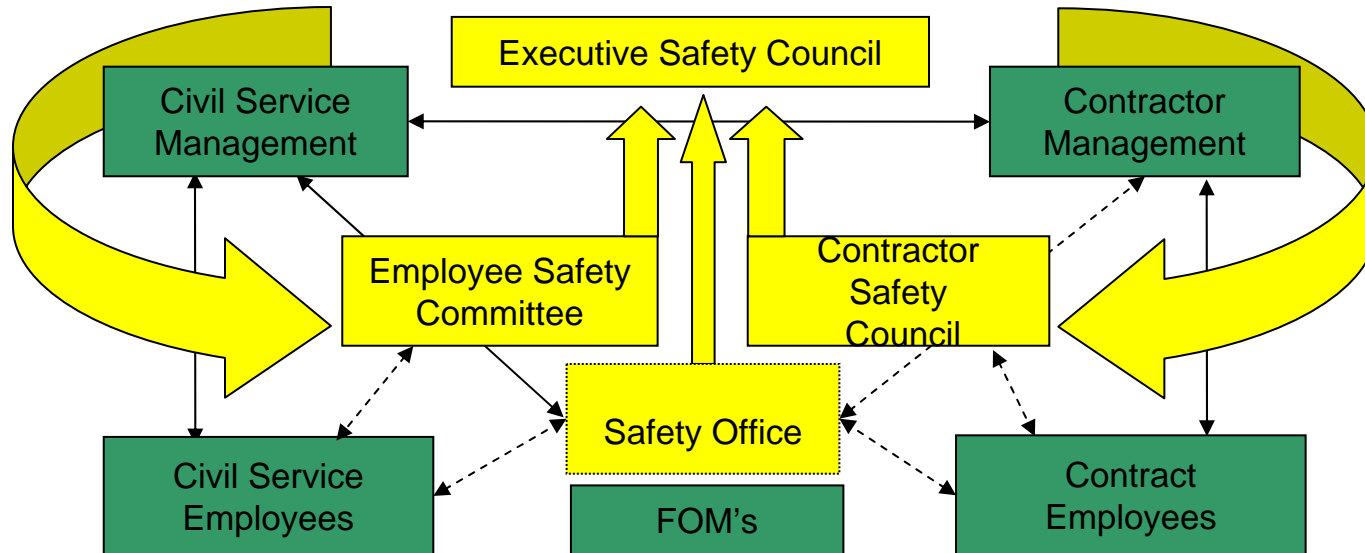 Executive Safety Council
Civil Service
Management
Contractor
Management
Employee Safety
Committee
Contractor
Safety
Council
Safety Office
Civil Service
Employees
FOM's
Contract
Employees